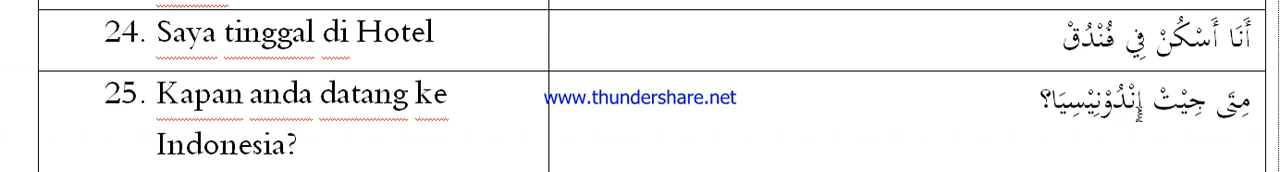 24. Saya tinggal di Hotel
أَنَا أَسْكُنْ فِي فُنْدُقْ
25. Kapan anda datang ke
Indonesia?
www.thundershare.net
مِتَى جِيْتْ إِنْدُوْنِيْسِيَا؟